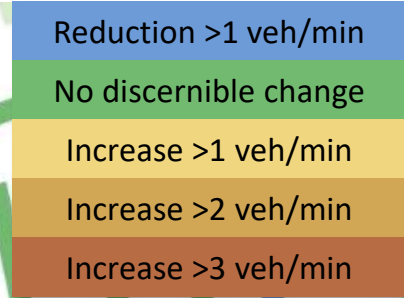 Reduction >1 veh/min
No discernible change
Increase >1 veh/min
Increase >2 veh/min
Increase >3 veh/min